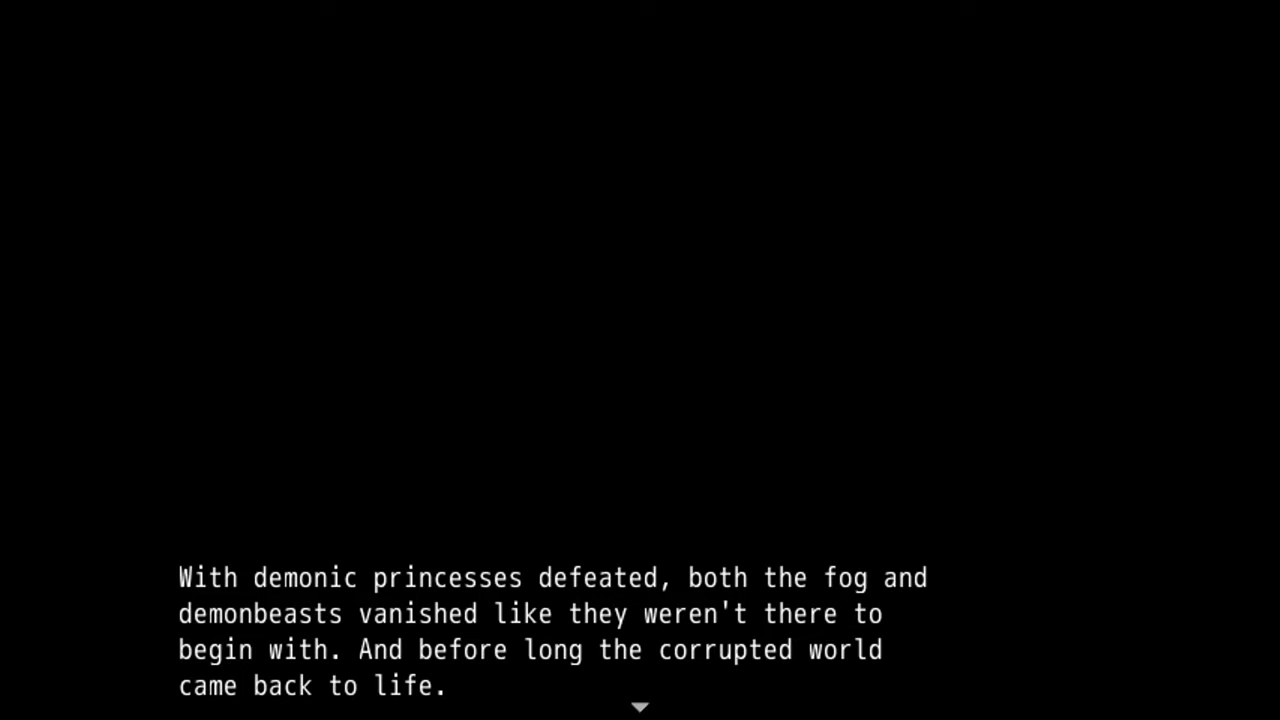 With demonic princesses defeated, both the fog and
demonbeasts vanished like they weren't there to
begin with. And before long the corrupted world
came back to life.